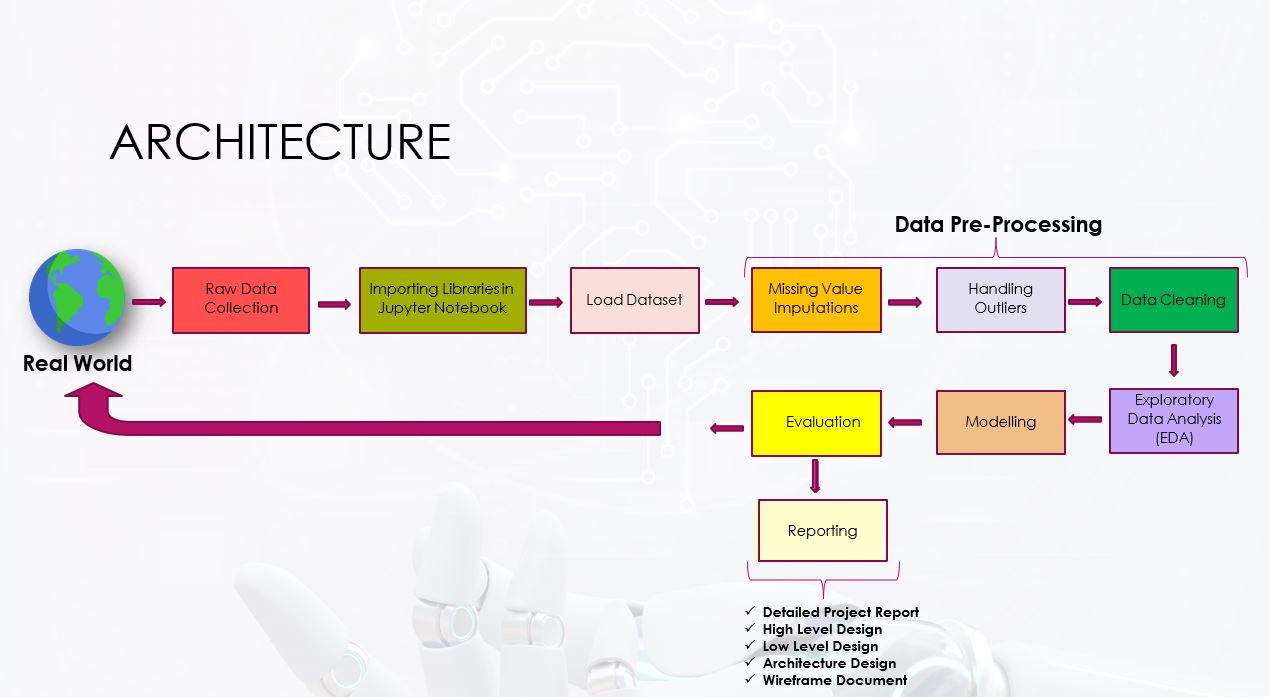 ARCHITECTURE
Data Pre-Processing
Raw Data
Collection
Importing Libraries in
Jupyter Notebook
Load Dataset
Missing Value
Imputations
Handling
Outliers
Data Cleaning
Real World
Evaluation
Modelling
Exploratory
Data Analysis
(EDA)
Reporting
✓ Detailed Project Report
✓ High Level Design
✓ Low Level Design
✓ Architecture Design
✓ Wireframe Document